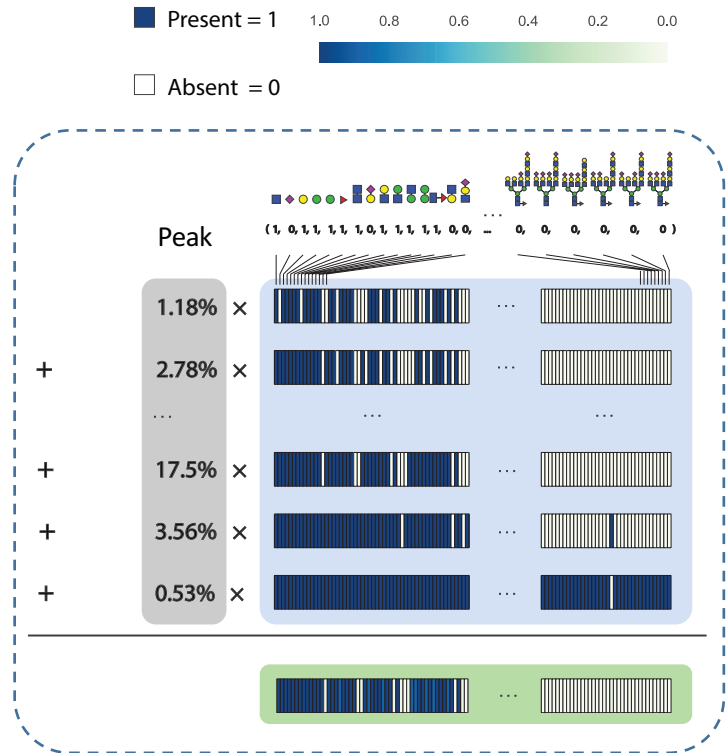 Present = 1
1.0 0.8 0.6 0.4 0.2 0.0
Absent = 0
...
Peak
(1, 0, 1, 1, 1, 1, 1, 1, 0, 1, 1, 1, 1, 1, 0, 0, ... 0, 0, 0, 0, 0, 0)
1.18% × ...
+ 2.78% × ...
... ... ...
+ 17.5% × ...
+ 3.56% × ...
+ 0.53% × ...
...